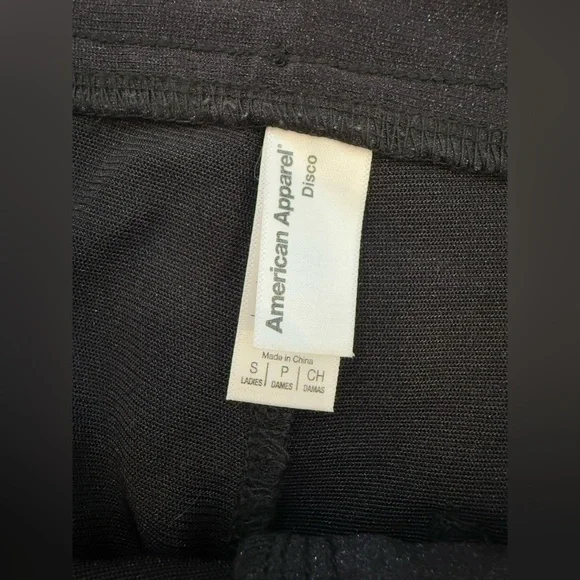 American Apparel®
Disco
Made in China
S | P | CH
LADIES | DAMES | DAMAS